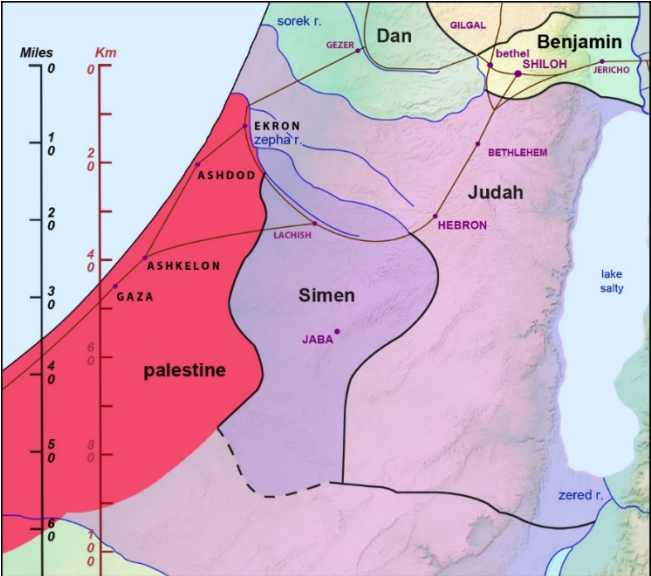 Miles
Km
sorek r.
GEZER
Dan
GILGAL
bethel
SHILOH
Benjamin
JERICHO
0
0
EKRON
zepha r.
10
20
ASHDOD
BETHLEHEM
Judah
20
LACHISH
HEBRON
40
ASHKELON
30
GAZA
Simen
lake
salty
JABA
60
palestine
40
50
80
zered r.
60
100